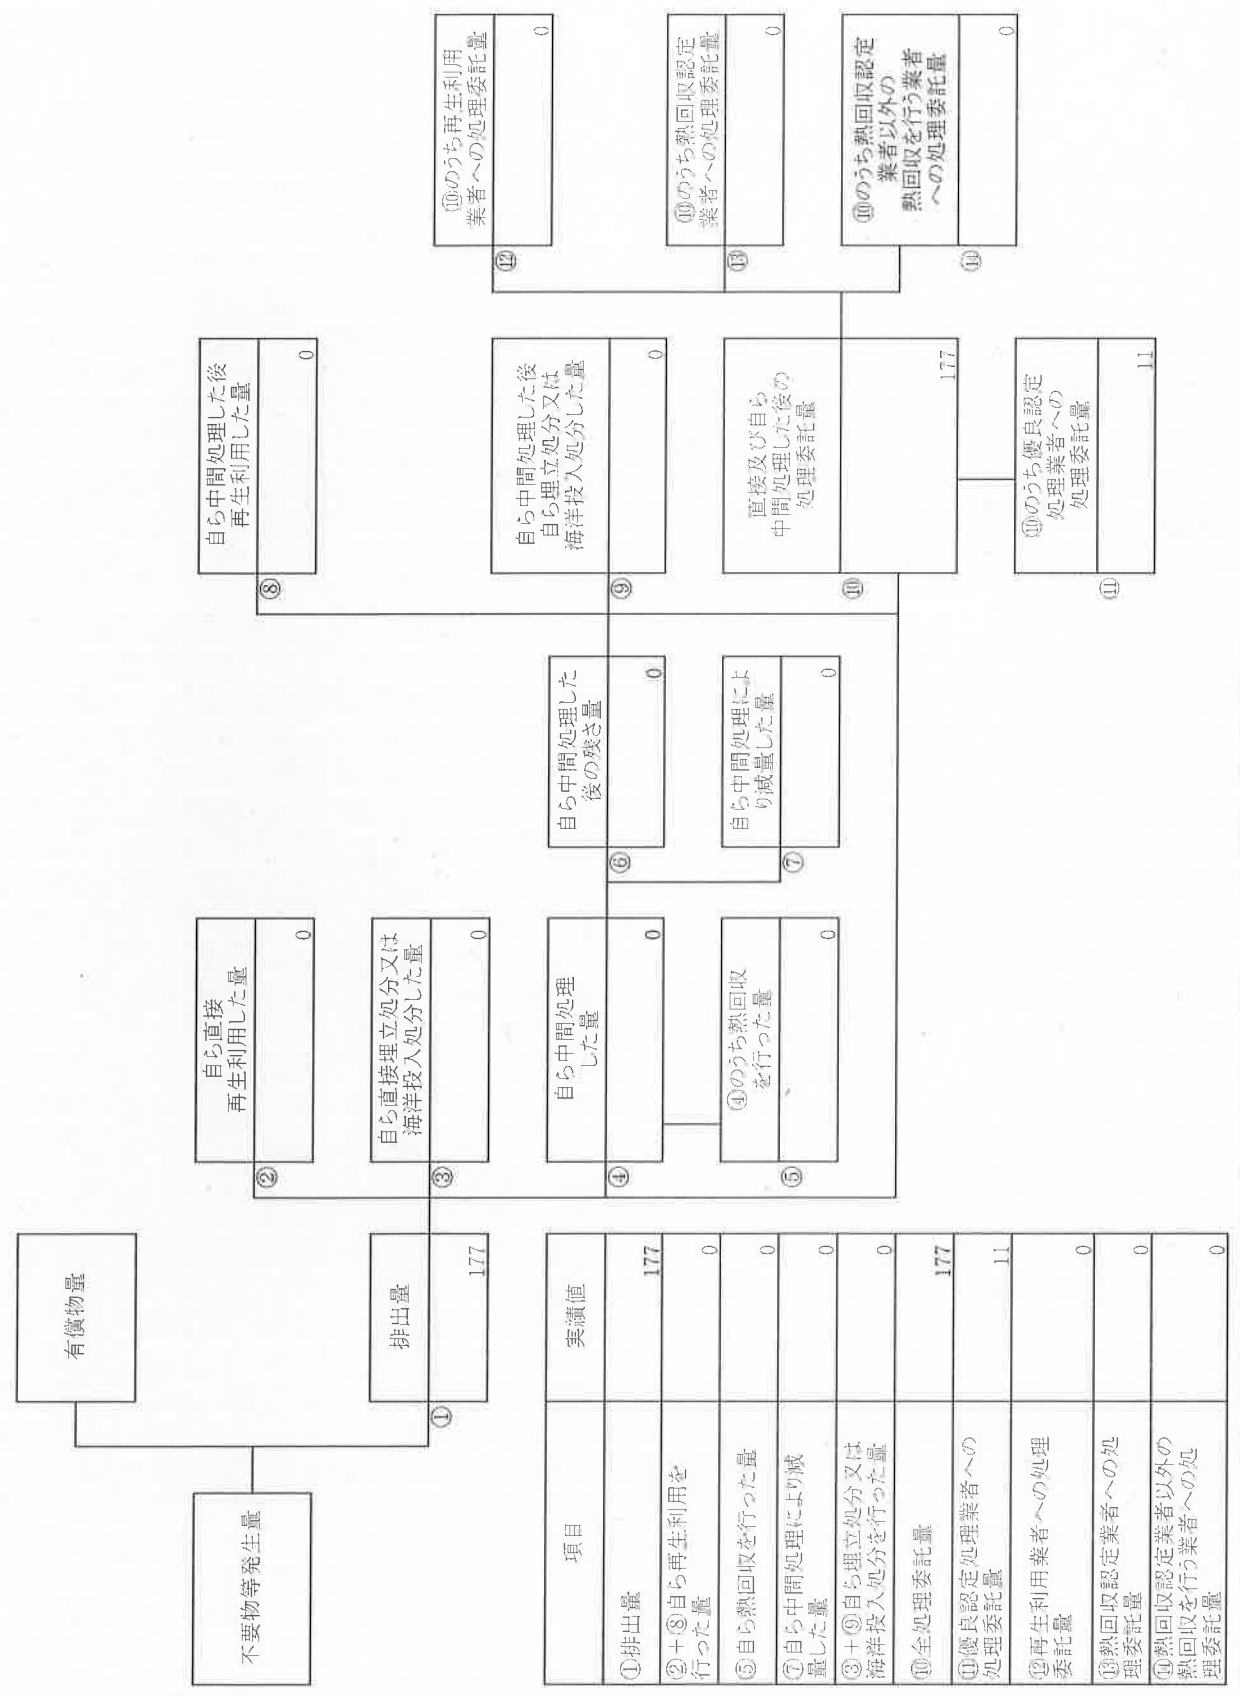 不要物等発生量
有償物量
①
排出量
177
②
自ら直接
再生利用した量
0
③
自ら直接埋立処分又は
海洋投入処分した量
0
④
自ら中間処理
した量
0
⑤
④のうち熱回収
を行った量
0
⑥
自ら中間処理した
後の残さ量
0
⑦
自ら中間処理によ
り減量した量
0
⑧
自ら中間処理した後
再生利用した量
0
⑨
自ら中間処理した後
自ら埋立処分又は
海洋投入処分した量
0
⑩
直接及び自ら
中間処理した後の
処理委託量
177
⑪
⑩のうち優良認定
処理業者への
処理委託量
11
⑫
⑩のうち再生利用
業者への処理委託量
0
⑬
⑩のうち熱回収認定
業者への処理委託量
0
⑭
⑩のうち熱回収認定
業者以外の
熱回収を行う業者
への処理委託量
0
項目 実績値
①排出量 177
②+⑧自ら再生利用を
行った量 0
⑤自ら熱回収を行った量 0
⑦自ら中間処理により減
量した量 0
③+⑨自ら埋立処分又は
海洋投入処分を行った量 0
⑩全処理委託量 177
⑪優良認定処理業者への
処理委託量 11
⑫再生利用業者への処理
委託量 0
⑬熱回収認定業者への処
理委託量 0
⑭熱回収認定業者以外の
熱回収を行う業者への処
理委託量 0